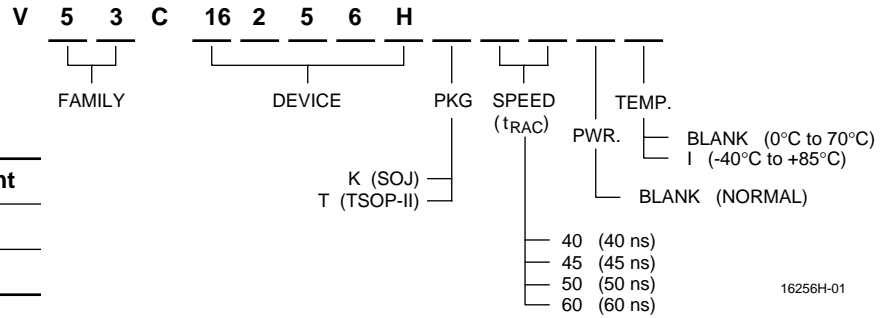 V 5 3 C 16 2 5 6 H
FAMILY DEVICE PKG SPEED (tRAC) PWR. TEMP.
BLANK (0°C to 70°C)
I (-40°C to +85°C)
K (SOJ)
T (TSOP-II)
BLANK (NORMAL)
40 (40 ns)
45 (45 ns)
50 (50 ns)
60 (60 ns)
16256H-01